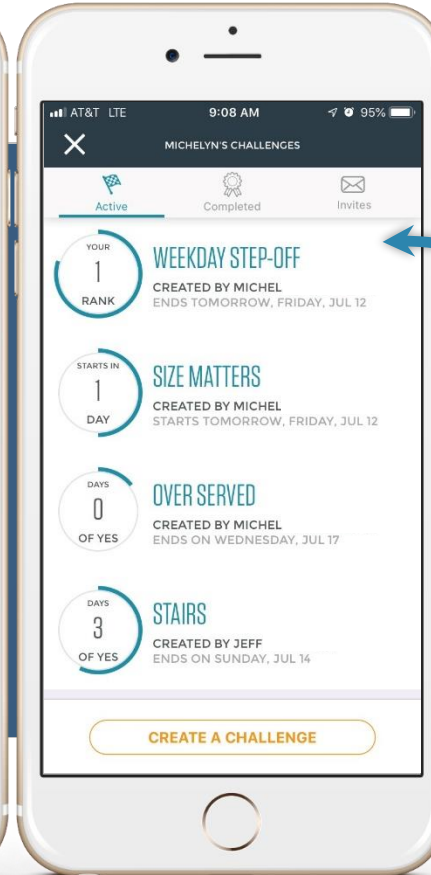 AT&T LTE 9:08 AM 95%
MICHELYN'S CHALLENGES
Active Completed Invites
YOUR
1
RANK
WEEKDAY STEP-OFF
CREATED BY MICHEL
ENDS TOMORROW, FRIDAY, JUL 12
STARTS IN
1
DAY
SIZE MATTERS
CREATED BY MICHEL
STARTS TOMORROW, FRIDAY, JUL 12
DAYS
0
OF YES
OVER SERVED
CREATED BY MICHEL
ENDS ON WEDNESDAY, JUL 17
DAYS
3
OF YES
STAIRS
CREATED BY JEFF
ENDS ON SUNDAY, JUL 14
CREATE A CHALLENGE